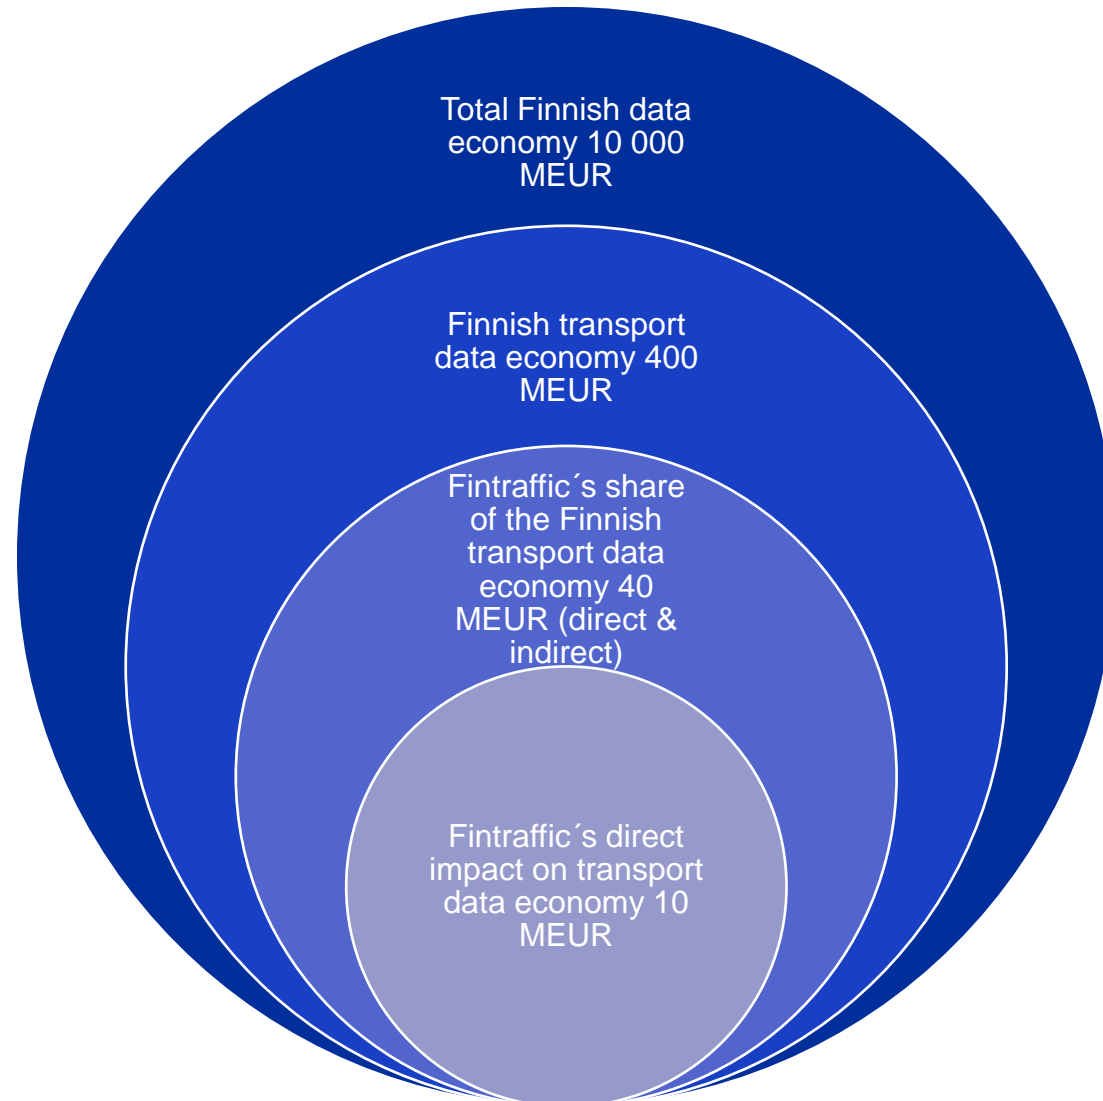 Total Finnish data
economy 10 000
MEUR
Finnish transport
data economy 400
MEUR
Fintraffic´s share
of the Finnish
transport data
economy 40
MEUR (direct &
indirect)
Fintraffic´s direct
impact on transport
data economy 10
MEUR